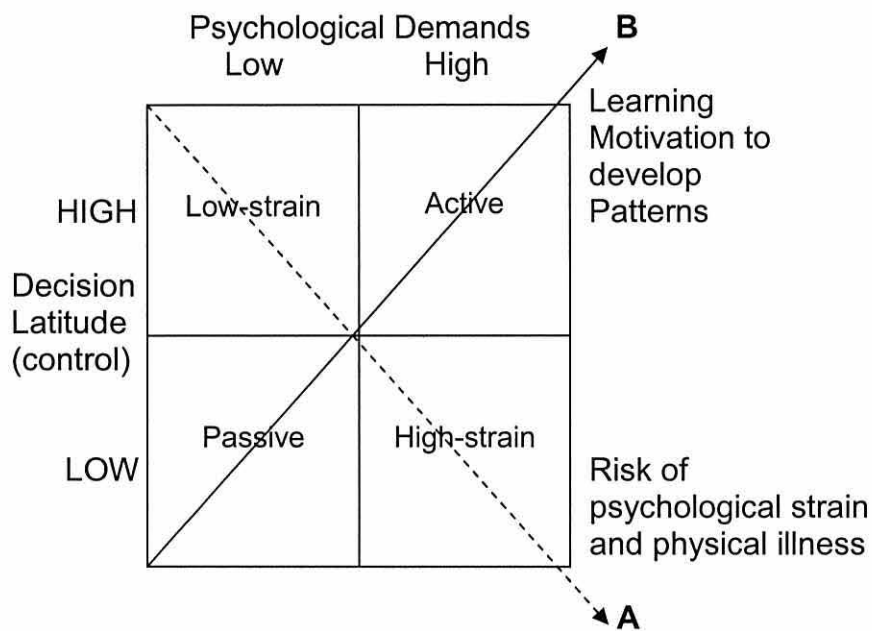 Psychological Demands
Low High
B
Learning
Motivation to
develop
Patterns
HIGH
Low-strain
Active
Decision
Latitude
(control)
LOW
Passive
High-strain
Risk of
psychological strain
and physical illness
A